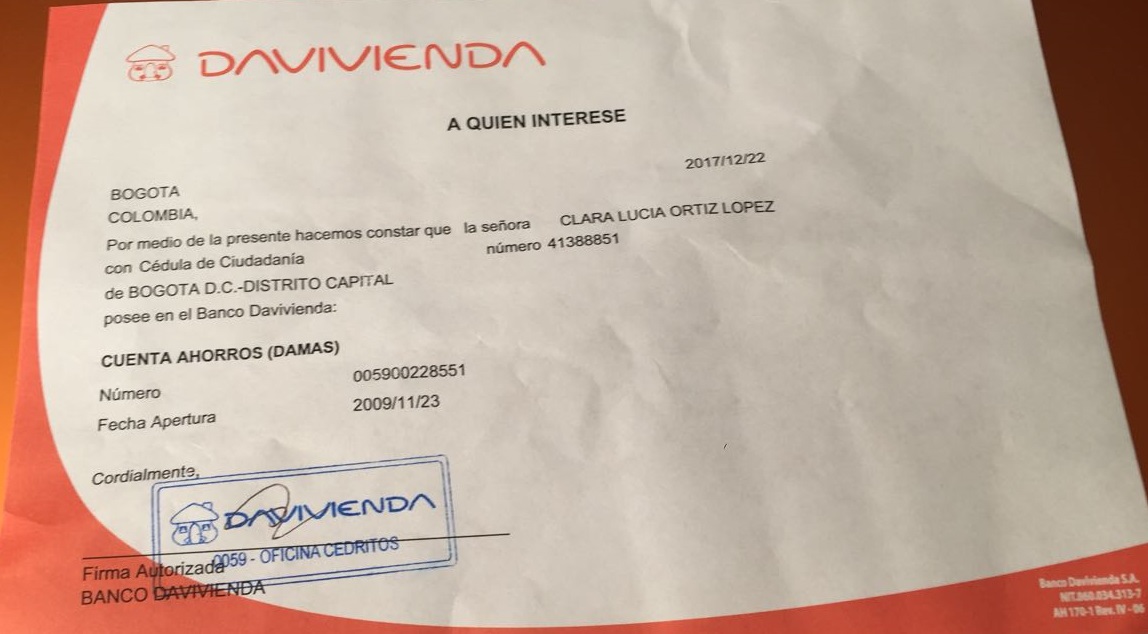 DAVIVIENDA
A QUIEN INTERESE
2017/12/22
BOGOTA
COLOMBIA,
Por medio de la presente hacemos constar que la señora CLARA LUCIA ORTIZ LOPEZ
con Cédula de Ciudadanía número 41388851
de BOGOTA D.C.-DISTRITO CAPITAL
posee en el Banco Davivienda:
CUENTA AHORROS (DAMAS)
Número 005900228551
Fecha Apertura 2009/11/23
Cordialmente,
DAVIVIENDA
0059 - OFICINA CEDRITOS
Firma Autorizada
BANCO DAVIVIENDA
Banco Davivienda S.A.
NIT.860.034.313-7
AH 170-1 Rev. IV - 06